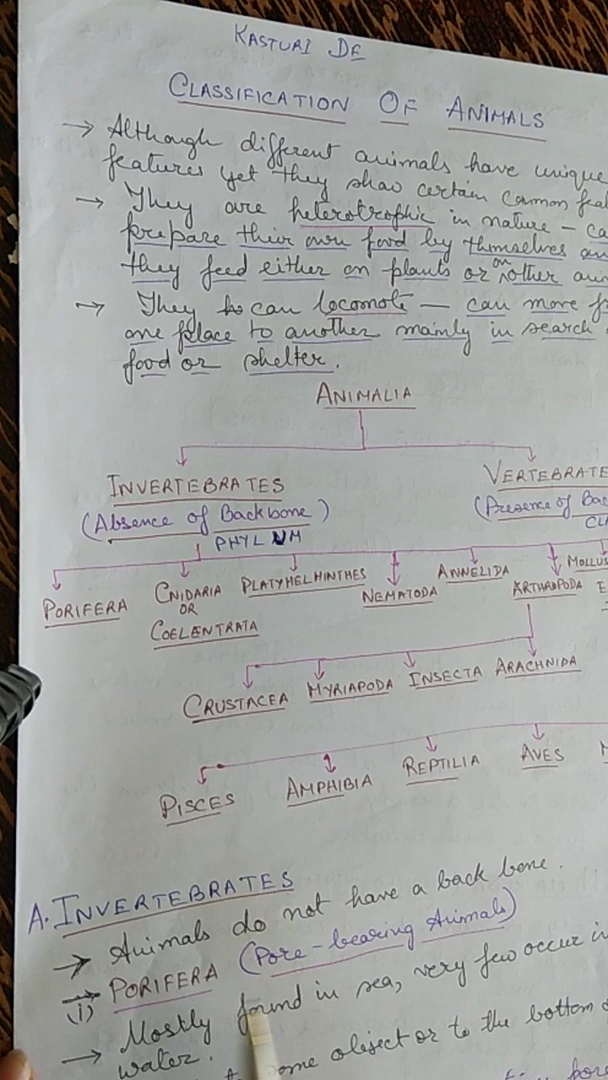 KASTURI DE
CLASSIFICATION OF ANIMALS
→ Although different animals have unique
features yet they show certain common
→ They are heterotrophic in nature –
prepare their own food by themselves
they feed either on plants or on other
→ They can locomote — can move
one place to another mainly in search
food or shelter.
ANIMALIA
INVERTEBRATES
VERTEBRATE
(Absence of Backbone)
(Presence of
PHYLUM
PORIFERA
CNIDARIA
OR
COELENTRATA
PLATYHELMINTHES
NEMATODA
ANNELIDA
ARTHROPODA
MOLLUS
CRUSTACEA MYRIAPODA INSECTA ARACHNIDA
PISCES AMPHIBIA REPTILIA AVES
A. INVERTEBRATES
→ Animals do not have a back bone.
(i) PORIFERA (Pore-bearing Animals)
→ Mostly found in sea, very few occur in
water.
object or to the bottom